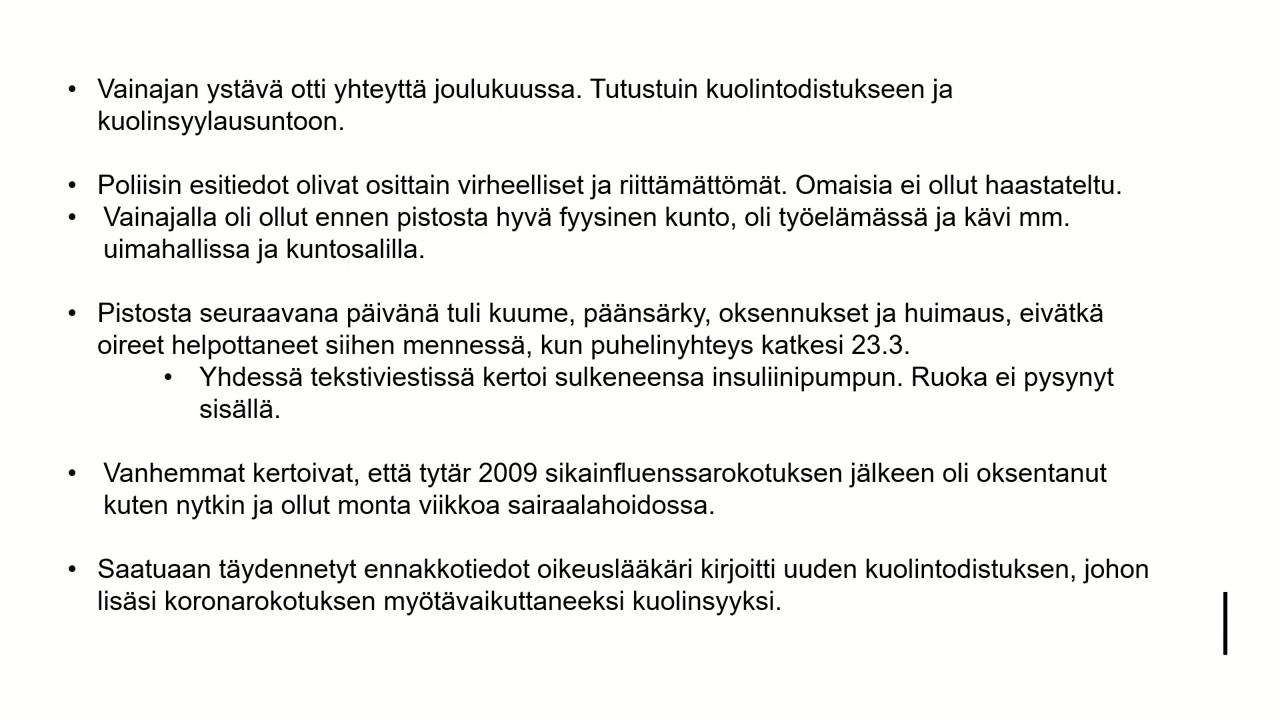 • Vainajan ystävä otti yhteyttä joulukuussa. Tutustuin kuolintodistukseen ja
kuolinsyylausuntoon.
• Poliisin esitiedot olivat osittain virheelliset ja riittämättömät. Omaisia ei ollut haastateltu.
• Vainajalla oli ollut ennen pistosta hyvä fyysinen kunto, oli työelämässä ja kävi mm.
uimahallissa ja kuntosalilla.
• Pistosta seuraavana päivänä tuli kuume, päänsärky, oksennukset ja huimaus, eivätkä
oireet helpottaneet siihen mennessä, kun puhelinyhteys katkesi 23.3.
• Yhdessä tekstiviestissä kertoi sulkeneensa insuliinipumpun. Ruoka ei pysynyt
sisällä.
• Vanhemmat kertoivat, että tytär 2009 sikainfluenssarokotuksen jälkeen oli oksentanut
kuten nytkin ja ollut monta viikkoa sairaalahoidossa.
• Saatuaan täydennetyt ennakkotiedot oikeuslääkäri kirjoitti uuden kuolintodistuksen, johon
lisäsi koronarokotuksen myötävaikuttaneeksi kuolinsyyksi.